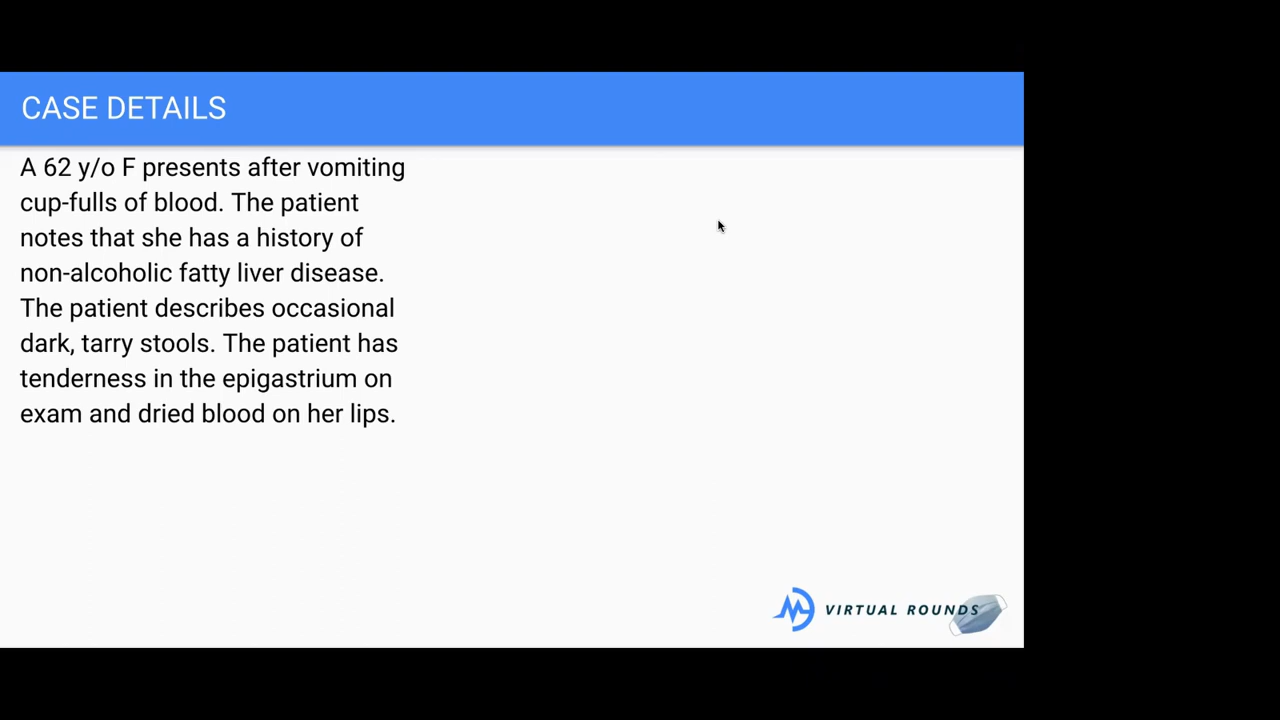 CASE DETAILS
A 62 y/o F presents after vomiting
cup-fulls of blood. The patient
notes that she has a history of
non-alcoholic fatty liver disease.
The patient describes occasional
dark, tarry stools. The patient has
tenderness in the epigastrium on
exam and dried blood on her lips.
VIRTUAL ROUNDS